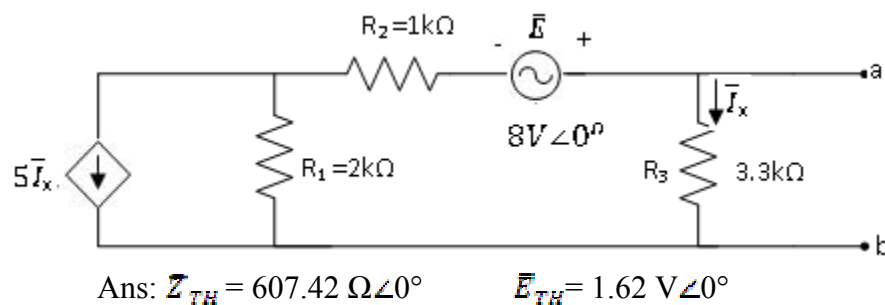 R₂=1kΩ
- Ē +
a
Īₓ
8V∠0ᶿ
5Īₓ.
R₁=2kΩ
R₃ 3.3kΩ
b
Ans: Z̄ₜₕ = 607.42 Ω∠0° Ēₜₕ= 1.62 V∠0°